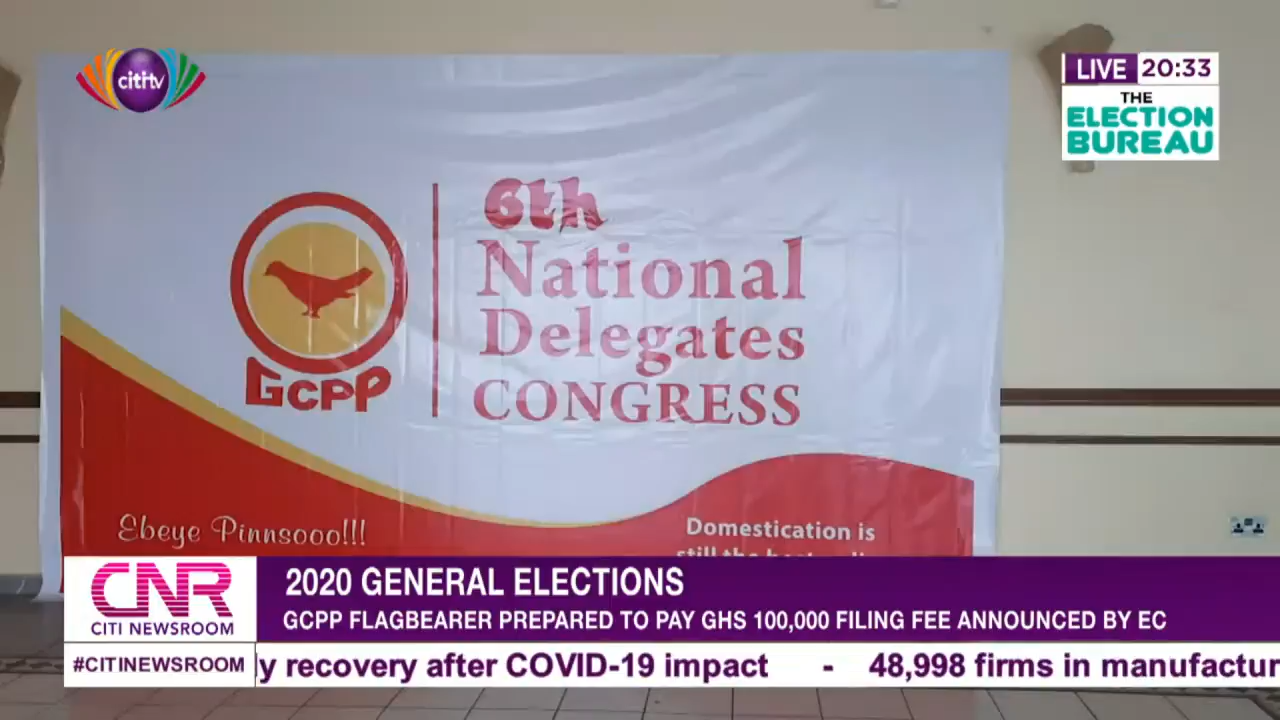 citi tv
LIVE 20:33
THE
ELECTION
BUREAU
6th
National
Delegates
CONGRESS
GCPP
Ebeye Pinnsooo!!!
Domestication is
still the
CNR
CITI NEWSROOM
2020 GENERAL ELECTIONS
GCPP FLAGBEARER PREPARED TO PAY GHS 100,000 FILING FEE ANNOUNCED BY EC
#CITINEWSROOM
y recovery after COVID-19 impact - 48,998 firms in manufactur